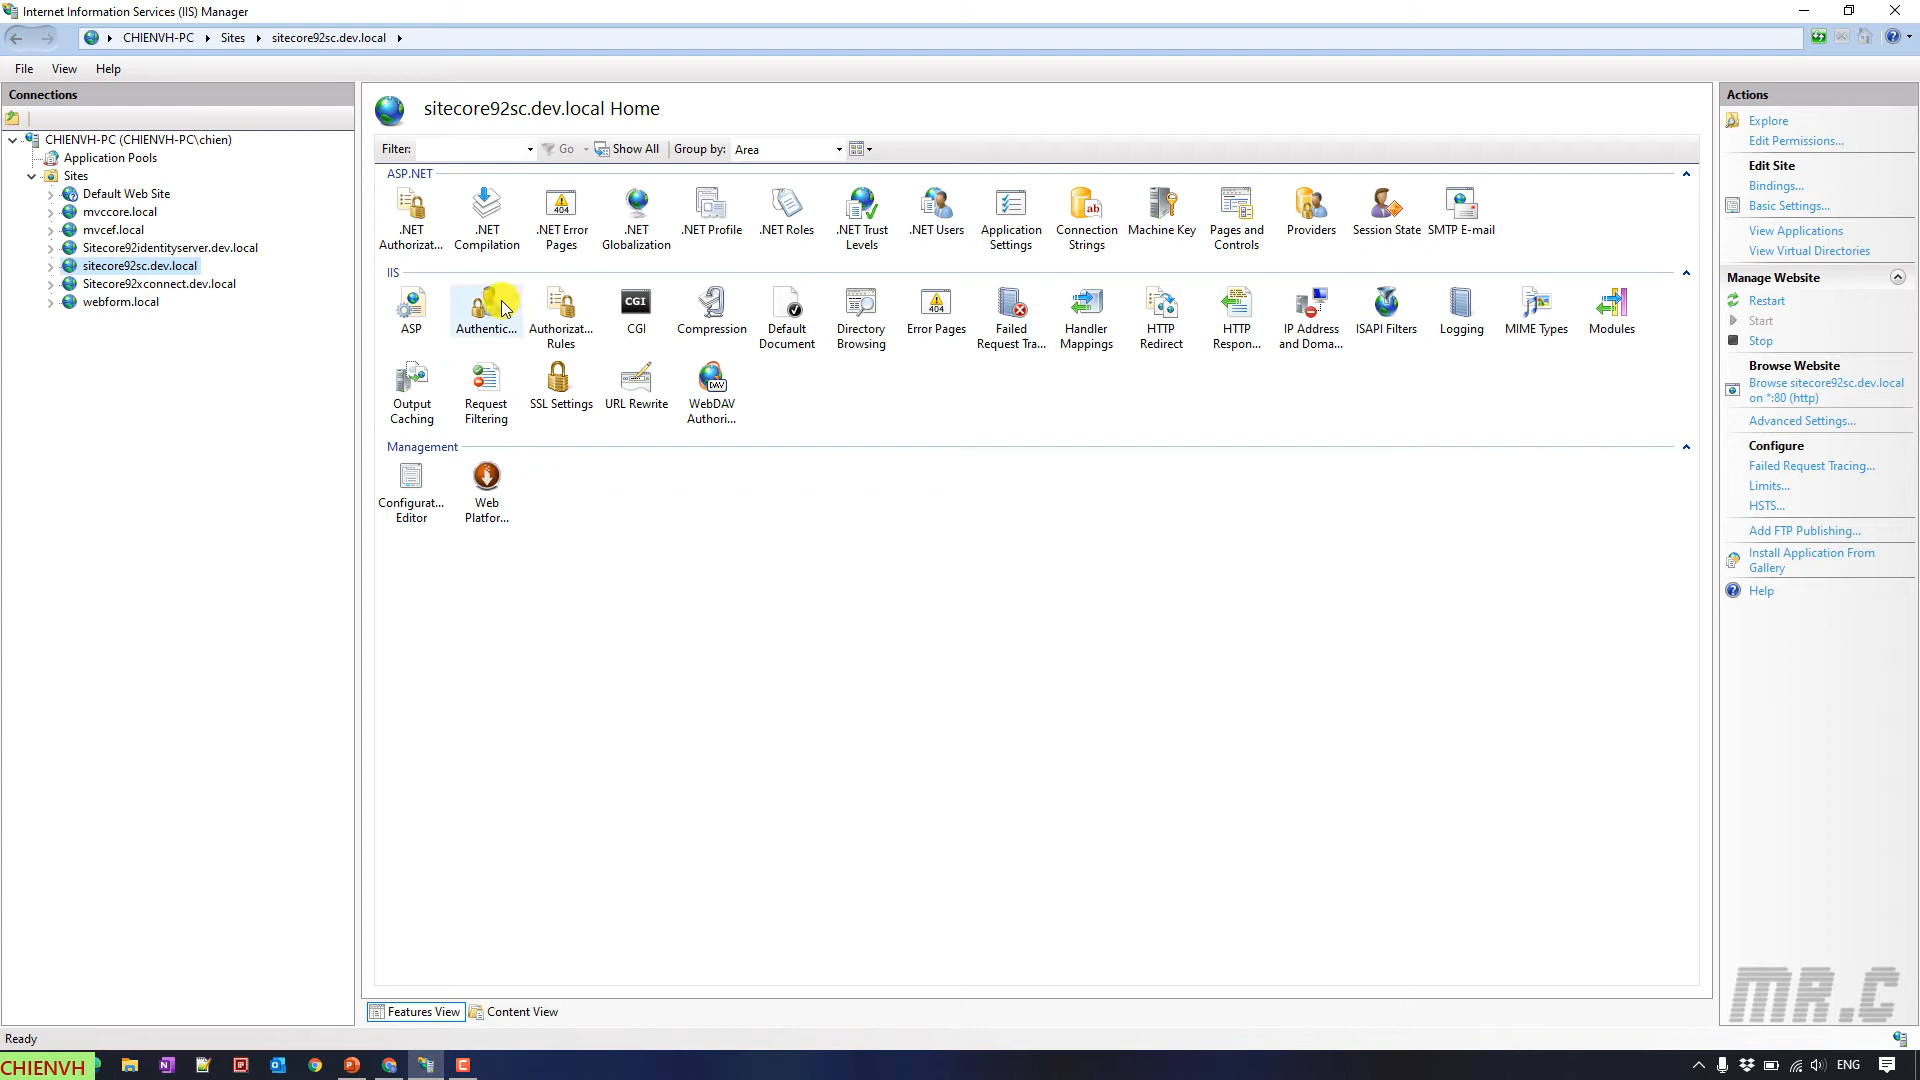 Internet Information Services (IIS) Manager
CHIENVH-PC Sites sitecore92sc.dev.local
File View Help
Connections
CHIENVH-PC (CHIENVH-PC\chien)
Application Pools
Sites
Default Web Site
mvccore.local
mvcef.local
Sitecore92identityserver.dev.local
sitecore92sc.dev.local
Sitecore92xconnect.dev.local
webform.local
sitecore92sc.dev.local Home
Filter: Go Show All Group by: Area
ASP.NET
.NET Authorizat...
.NET Compilation
.NET Error Pages
.NET Globalization
.NET Profile
.NET Roles
.NET Trust Levels
.NET Users
Application Settings
Connection Strings
Machine Key
Pages and Controls
Providers
Session State
SMTP E-mail
IIS
ASP
Authentic...
Authorizat... Rules
CGI
Compression
Default Document
Directory Browsing
Error Pages
Failed Request Tra...
Handler Mappings
HTTP Redirect
HTTP Respon...
IP Address and Doma...
ISAPI Filters
Logging
MIME Types
Modules
Output Caching
Request Filtering
SSL Settings
URL Rewrite
WebDAV Authori...
Management
Configurat... Editor
Web Platfor...
Features View Content View
Actions
Explore
Edit Permissions...
Edit Site
Bindings...
Basic Settings...
View Applications
View Virtual Directories
Manage Website
Restart
Start
Stop
Browse Website
Browse sitecore92sc.dev.local
on *:80 (http)
Advanced Settings...
Configure
Failed Request Tracing...
Limits...
HSTS...
Add FTP Publishing...
Install Application From
Gallery
Help
MR.C
Ready
CHIENVH
ENG